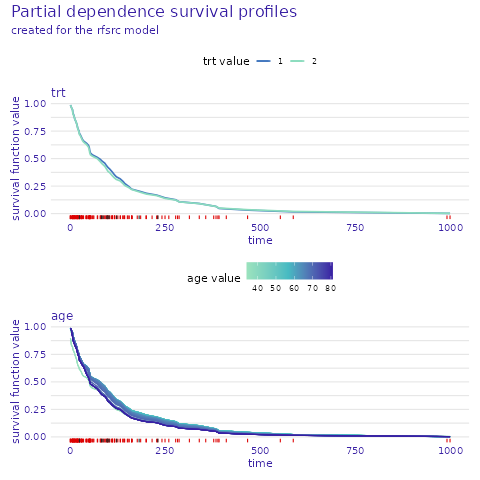 Partial dependence survival profiles
created for the rfsrc model
trt value 1 2
trt
survival function value
1.00
0.75
0.50
0.25
0.00
0 250 500 750 1000
time
age value
40 50 60 70 80
age
survival function value
1.00
0.75
0.50
0.25
0.00
0 250 500 750 1000
time